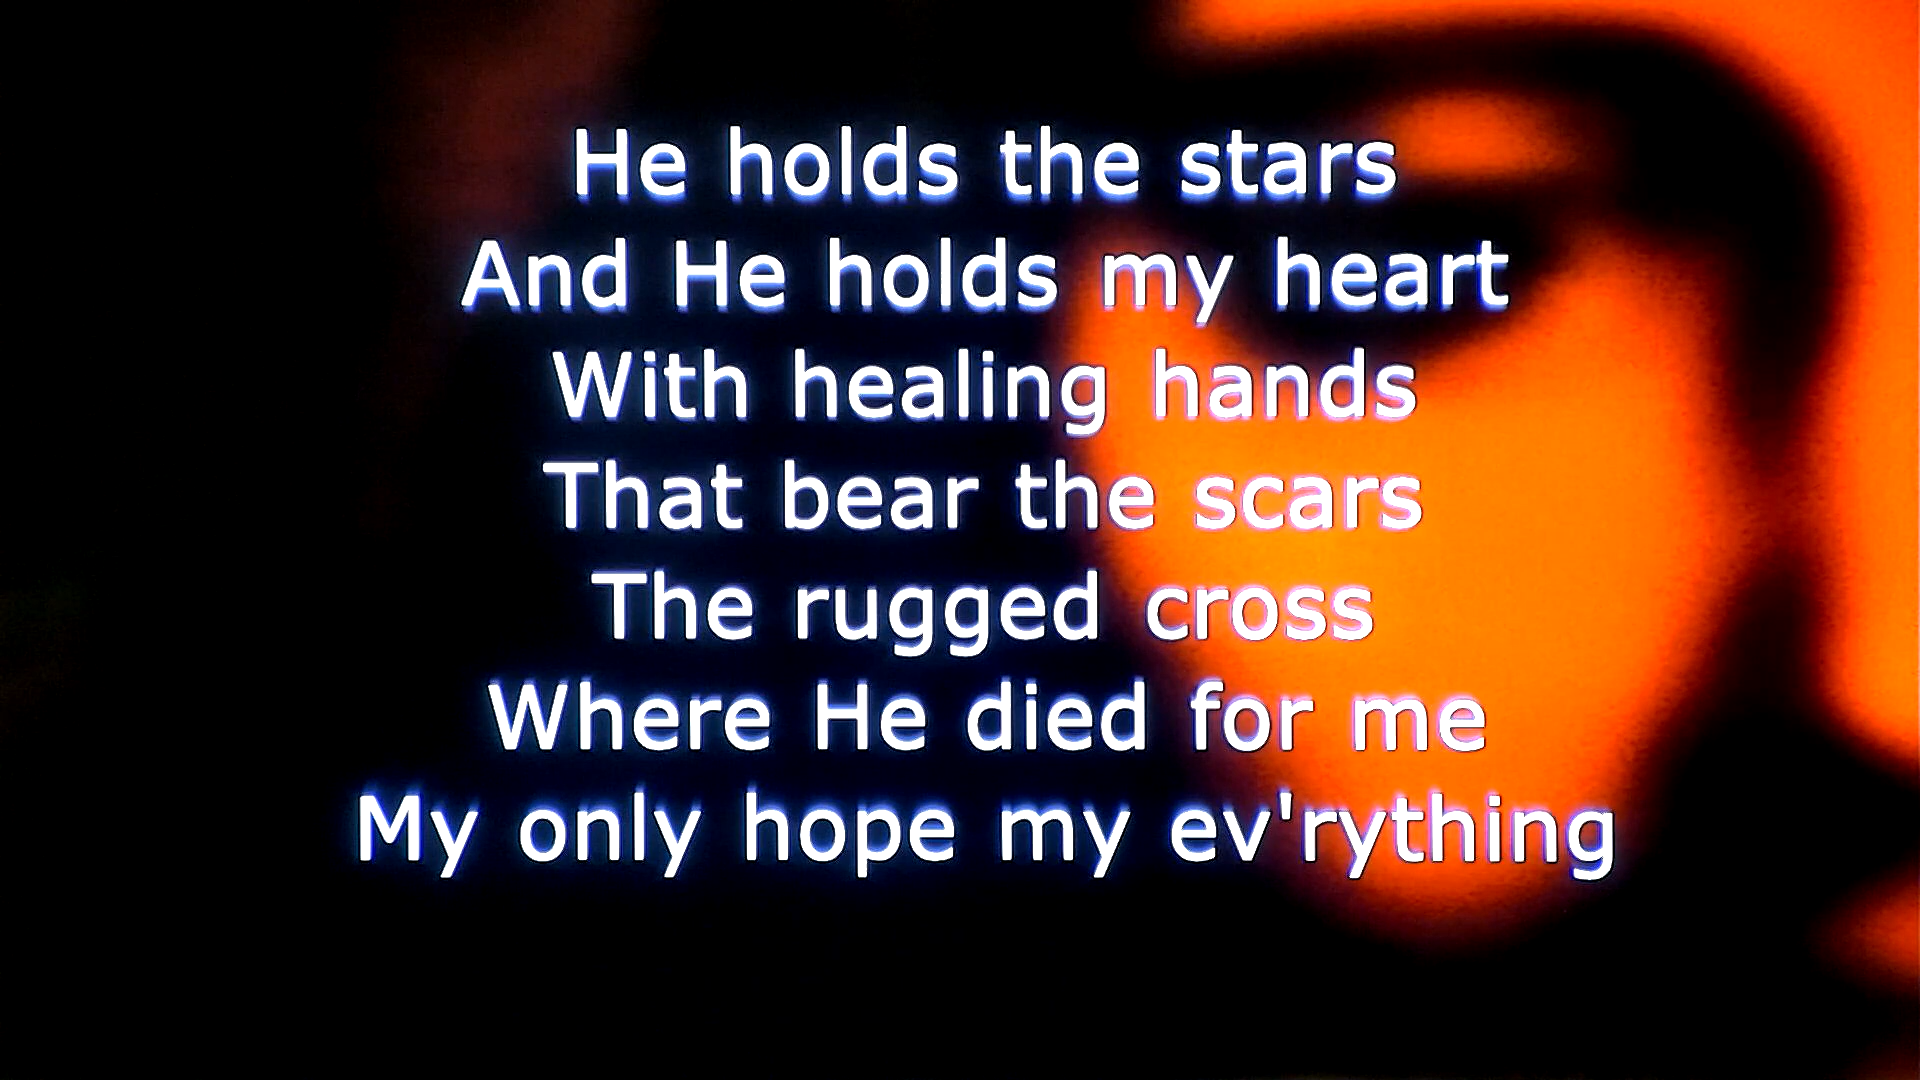 He holds the stars
And He holds my heart
With healing hands
That bear the scars
The rugged cross
Where He died for me
My only hope my ev'rything